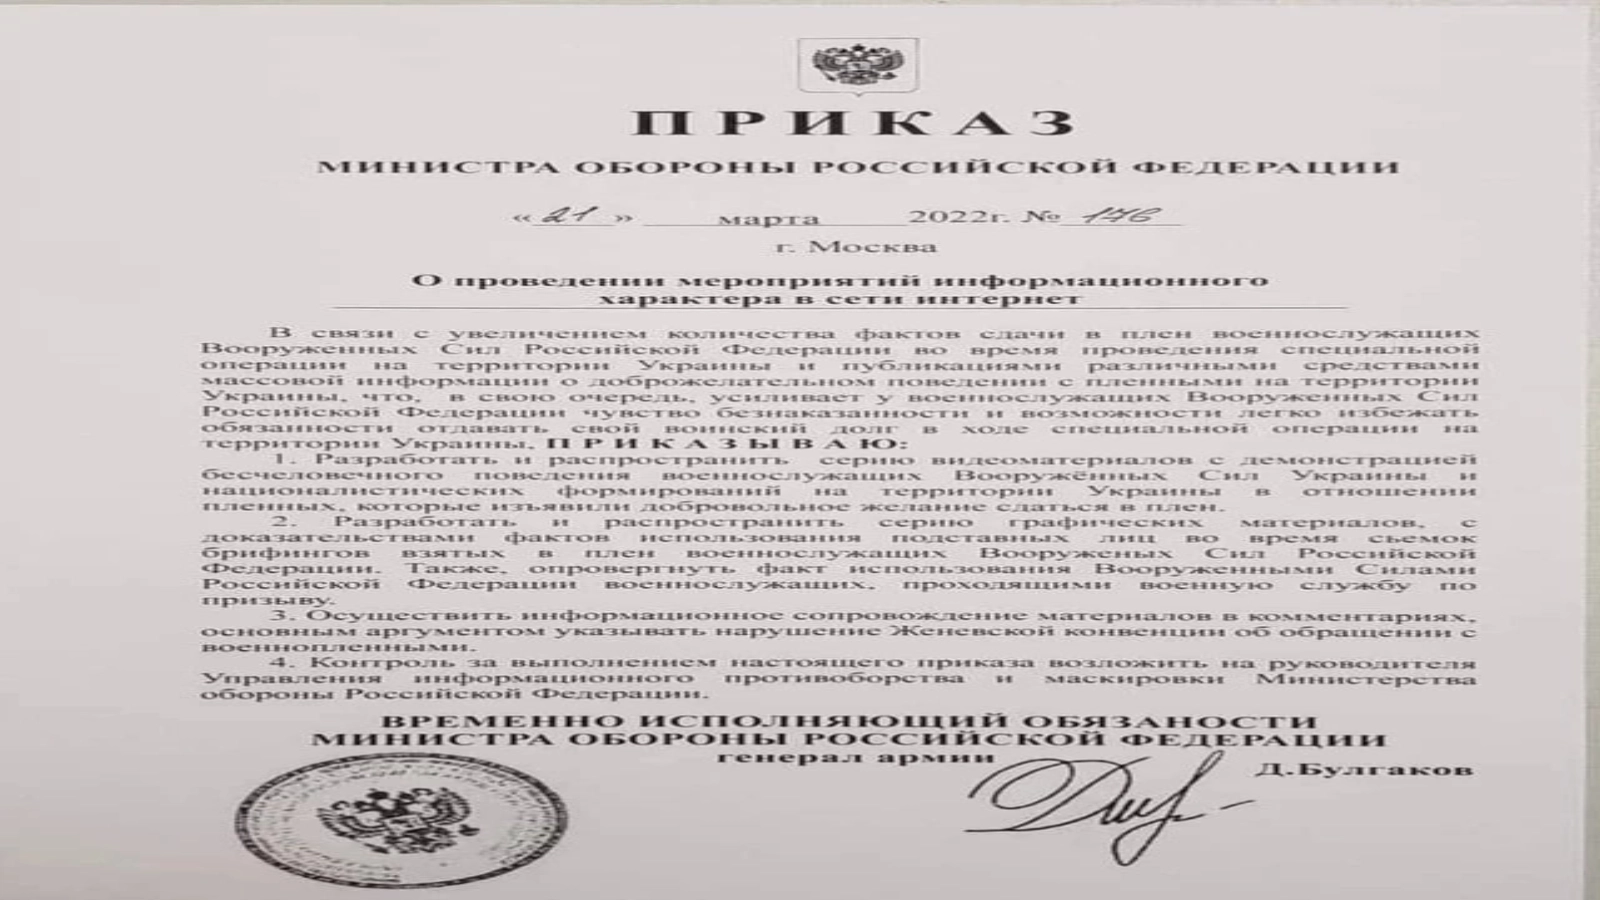 ПРИКАЗ
МИНИСТРА ОБОРОНЫ РОССИЙСКОЙ ФЕДЕРАЦИИ
«21» марта 2022г. № 176
г. Москва
О проведении мероприятий информационного
характера в сети интернет
В связи с увеличением количества фактов сдачи в плен военнослужащих
Вооруженных Сил Российской Федерации во время проведения специальной
операции на территории Украины и публикациями различными средствами
массовой информации о доброжелательном поведении с пленными на территории
Украины, что, в свою очередь, усиливает у военнослужащих Вооруженных Сил
Российской Федерации чувство безнаказанности и возможности легко избежать
обязанности отдавать свой воинский долг в ходе специальной операции на
территории Украины, П Р И К А З Ы В А Ю:
1. Разработать и распространить серию видеоматериалов с демонстрацией
бесчеловечного поведения военнослужащих Вооружённых Сил Украины и
националистических формирований на территории Украины в отношении
пленных, которые изъявили добровольное желание сдаться в плен.
2. Разработать и распространить серию графических материалов, с
доказательствами фактов использования подставных лиц во время сьемок
брифингов взятых в плен военнослужащих Вооруженых Сил Российской
Федерации. Также, опровергнуть факт использования Вооруженными Силами
Российской Федерации военнослужащих, проходящими военную службу по
призыву.
3. Осуществить информационное сопровождение материалов в комментариях,
основным аргументом указывать нарушение Женевской конвенции об обращении с
военнопленными.
4. Контроль за выполнением настоящего приказа возложить на руководителя
Управления информационного противоборства и маскировки Министерства
обороны Российской Федерации.
ВРЕМЕННО ИСПОЛНЯЮЩИЙ ОБЯЗАНОСТИ
МИНИСТРА ОБОРОНЫ РОССИЙСКОЙ ФЕДЕРАЦИИ
генерал армии
Д.Булгаков